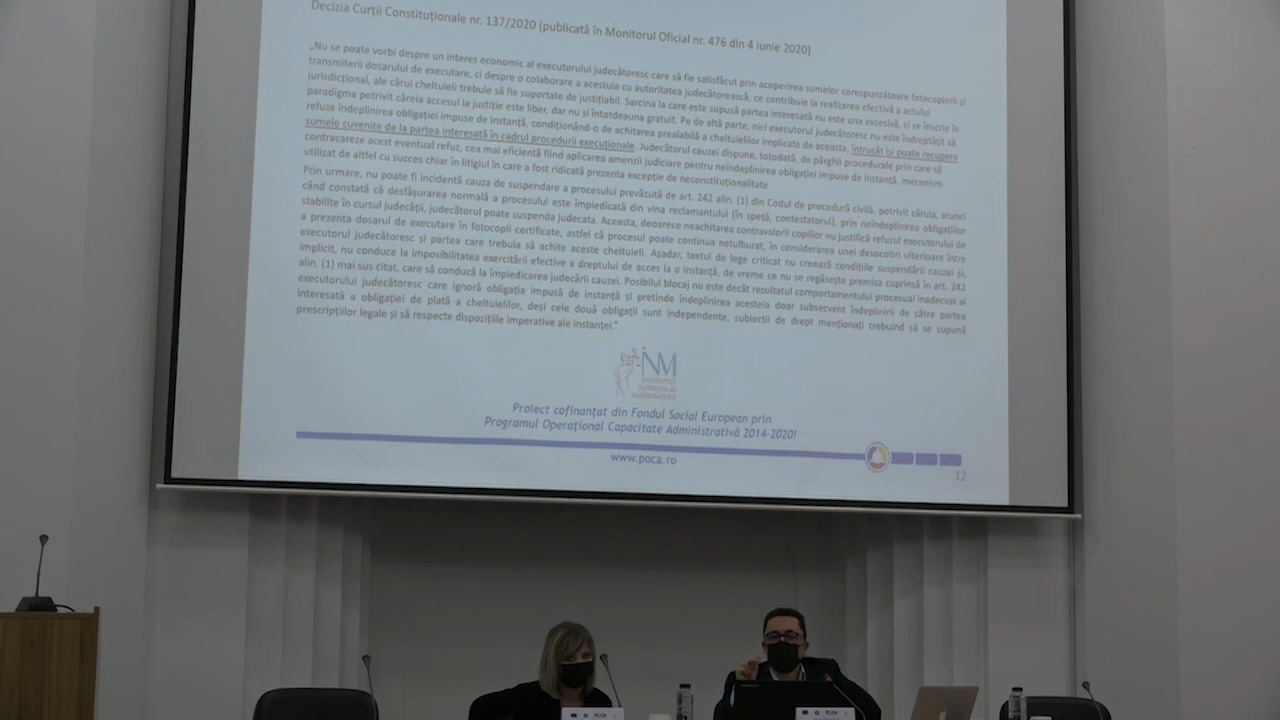 Decizia Curții Constituționale nr. 137/2020 (publicată în Monitorul Oficial nr. 476 din 4 iunie 2020)
„Nu se poate vorbi despre un interes economic al executorului judecătoresc care să fie satisfăcut prin acoperirea sumelor corespunzătoare fotocopierii și
transmiterii dosarului de executare, ci despre o colaborare a acestuia cu autoritatea judecătorească, ce contribuie la realizarea efectivă a actului
jurisdicțional, ale cărui cheltuieli trebuie să fie suportate de justițiabil. Sarcina la care este supusă partea interesată nu este una excesivă, ci se înscrie în
paradigma potrivit căreia accesul la justiție este liber, dar nu și întotdeauna gratuit. Pe de altă parte, nici executorul judecătoresc nu este îndreptățit să
refuze îndeplinirea obligației impuse de instanță, condiționând-o de achitarea prealabilă a cheltuielilor implicate de aceasta, întrucât își poate recupera
sumele cuvenite de la partea interesată în cadrul procedurii execuționale. Judecătorul cauzei dispune, totodată, de pârghii procedurale prin care să
contracareze acest eventual refuz, cea mai eficientă fiind aplicarea amenzii judiciare pentru neîndeplinirea obligației impuse de instanță, mecanism
utilizat de altfel cu succes chiar în litigiul în care a fost ridicată prezenta excepție de neconstituționalitate
Prin urmare, nu poate fi incidentă cauza de suspendare a procesului prevăzută de art. 242 alin. (1) din Codul de procedură civilă, potrivit căruia, atunci
când constată că desfășurarea normală a procesului este împiedicată din vina reclamantului (în speță, contestatorul), prin neîndeplinirea obligațiilor
stabilite în cursul judecății, judecătorul poate suspenda judecata. Aceasta, deoarece neachitarea contravalorii copiilor nu justifică refuzul executorului de
a prezenta dosarul de executare în fotocopii certificate, astfel că procesul poate continua netulburat, în considerarea unei desocotiri ulterioare între
executorul judecătoresc și partea care trebuia să achite aceste cheltuieli. Așadar, textul de lege criticat nu creează condițiile suspendării cauzei și,
implicit, nu conduce la imposibilitatea exercitării efective a dreptului de acces la o instanță, de vreme ce nu se regăsește premisa cuprinsă în art. 242
alin. (1) mai sus citat, care să conducă la împiedicarea judecării cauzei. Posibilul blocaj nu este decât rezultatul comportamentului procesual inadecvat al
executorului judecătoresc care ignoră obligația impusă de instanță și pretinde îndeplinirea acesteia doar subsecvent îndeplinirii de către partea
interesată a obligației de plată a cheltuielilor, deși cele două obligații sunt independente, subiecții de drept menționați trebuind să se supună
prescripțiilor legale și să respecte dispozițiile imperative ale instanței.”
INM
INSTITUTUL
NAȚIONAL AL
MAGISTRATURII
Proiect cofinanțat din Fondul Social European prin
Programul Operațional Capacitate Administrativă 2014-2020!
www.poca.ro
12